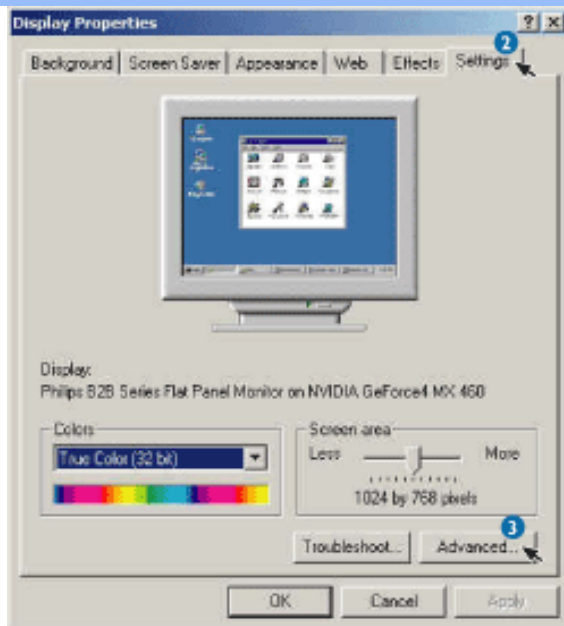 Display Properties
2
Background Screen Saver Appearance Web Effects Settings
Display:
Philips B2B Series Flat Panel Monitor on NVIDIA GeForce4 MX 460
Colors
True Color (32 bit)
Screen area
Less More
1024 by 768 pixels
3
Troubleshoot... Advanced...
OK Cancel Apply